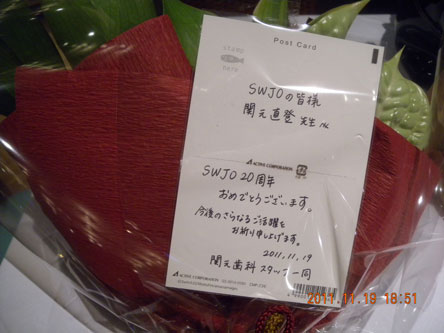 Post Card
stamp
here
SWJOの皆様
関元直登 先生
SWJO 20周年
おめでとうございます。
今後のさらなるご活躍を
お祈り申し上げます。
2011.11.19
関元歯科スタッフ一同
ACTIVE CORPORATION
2011.11.19 18:51